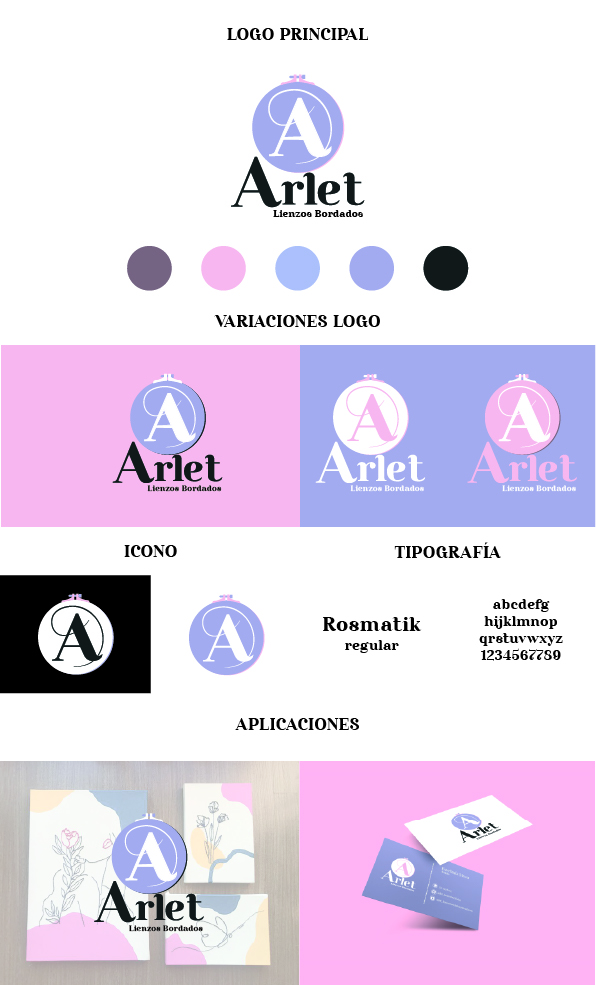 LOGO PRINCIPAL
A
Arlet
Lienzos Bordados
VARIACIONES LOGO
A
Arlet
Lienzos Bordados
A
Arlet
Lienzos Bordados
A
Arlet
Lienzos Bordados
ICONO
TIPOGRAFÍA
A
A
Rosmatik
regular
abcdefg
hijklmnop
qrstuvwxyz
1234567789
APLICACIONES
A
Arlet
Lienzos Bordados
A
Arlet
A
Arlet